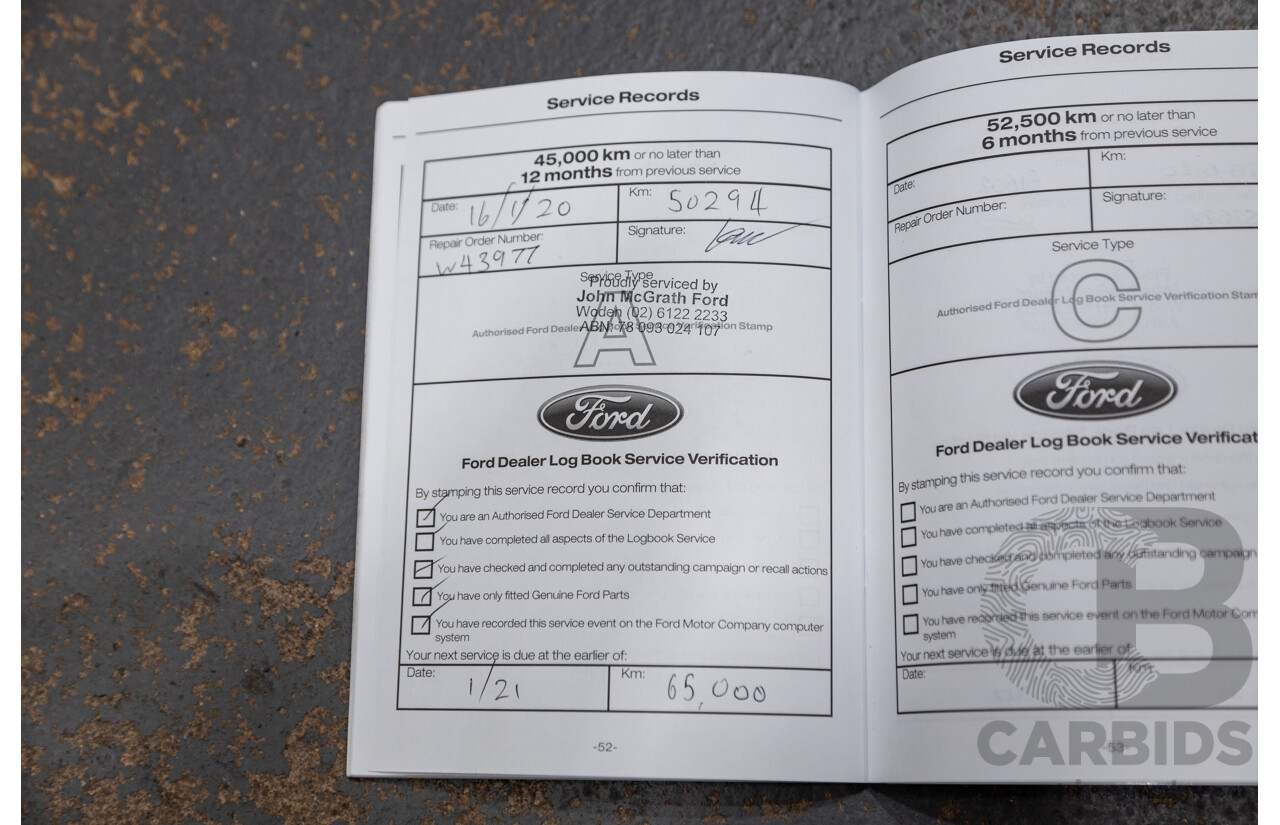 Service Records
45,000 km or no later than
12 months from previous service
Date: 16/1/20
Km: 50294
Repair Order Number:
W43977
Signature:
Service Type
Proudly serviced by
John McGrath Ford
Woden (02) 6122 2233
ABN: 78 093 024 107
Authorised Ford Dealer Log Book Service Verification Stamp
A
Ford
Ford Dealer Log Book Service Verification
By stamping this service record you confirm that:
You are an Authorised Ford Dealer Service Department
You have completed all aspects of the Logbook Service
You have checked and completed any outstanding campaign or recall actions
You have only fitted Genuine Ford Parts
You have recorded this service event on the Ford Motor Company computer
system
Your next service is due at the earlier of:
Date: 1/21
Km: 65,000
-52-
Service Records
52,500 km or no later than
6 months from previous service
Date:
Km:
Repair Order Number:
Signature:
Service Type
C
Authorised Ford Dealer Log Book Service Verification Stam
Ford
Ford Dealer Log Book Service Verificat
By stamping this service record you confirm that:
You are an Authorised Ford Dealer Service Department
You have completed all aspects of the Logbook Service
You have checked and completed any outstanding campaign
You have only fitted Genuine Ford Parts
You have recorded this service event on the Ford Motor Com
system
Your next service is due at the earlier of:
Date:
Km:
-53-
CB
CARBIDS